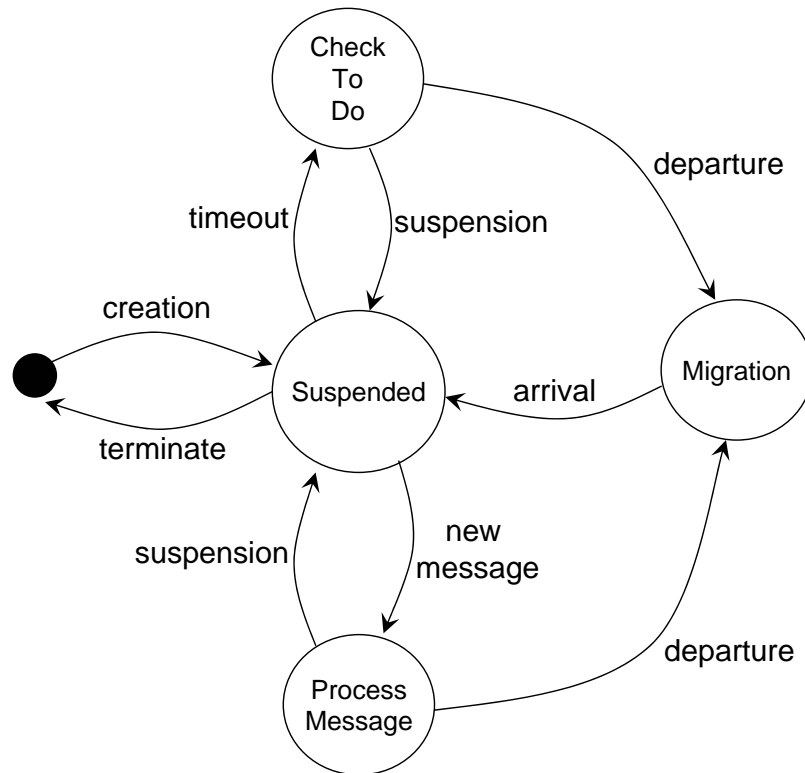 Check
To
Do
departure
timeout
suspension
creation
Suspended
arrival
Migration
terminate
suspension
new
message
departure
Process
Message